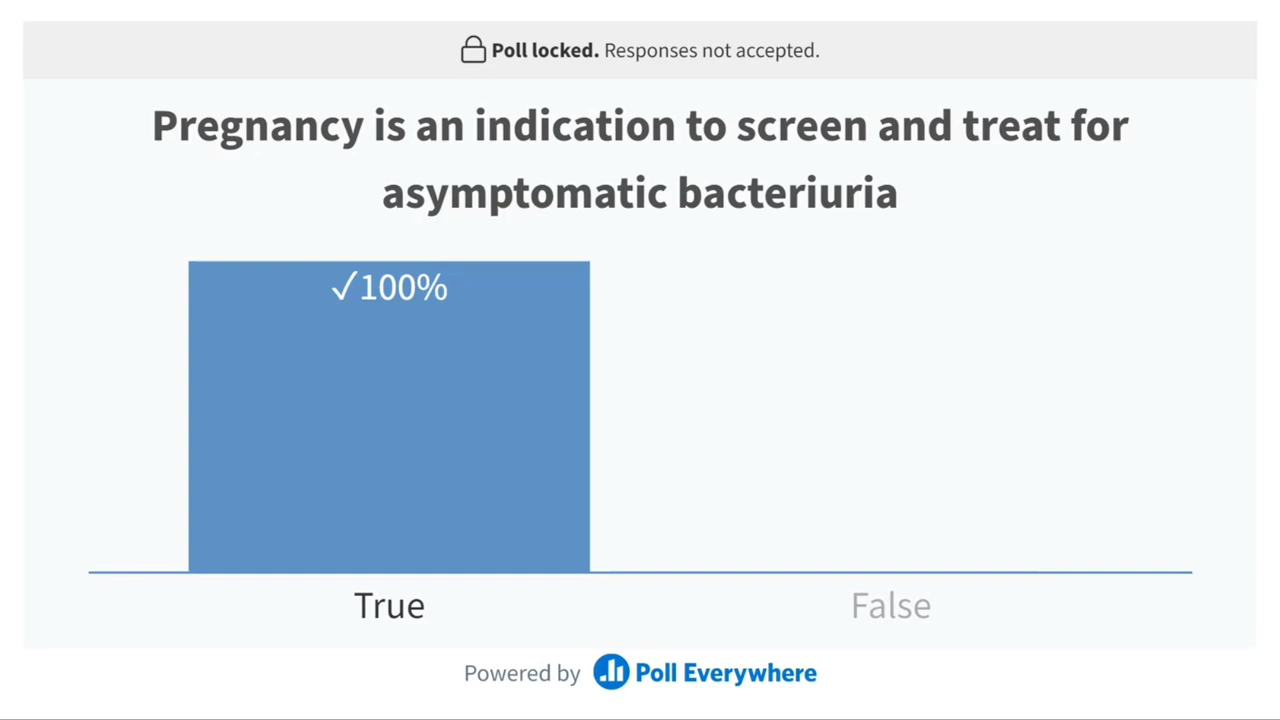 Poll locked. Responses not accepted.
Pregnancy is an indication to screen and treat for
asymptomatic bacteriuria
✓100%
True
False
Powered by Poll Everywhere